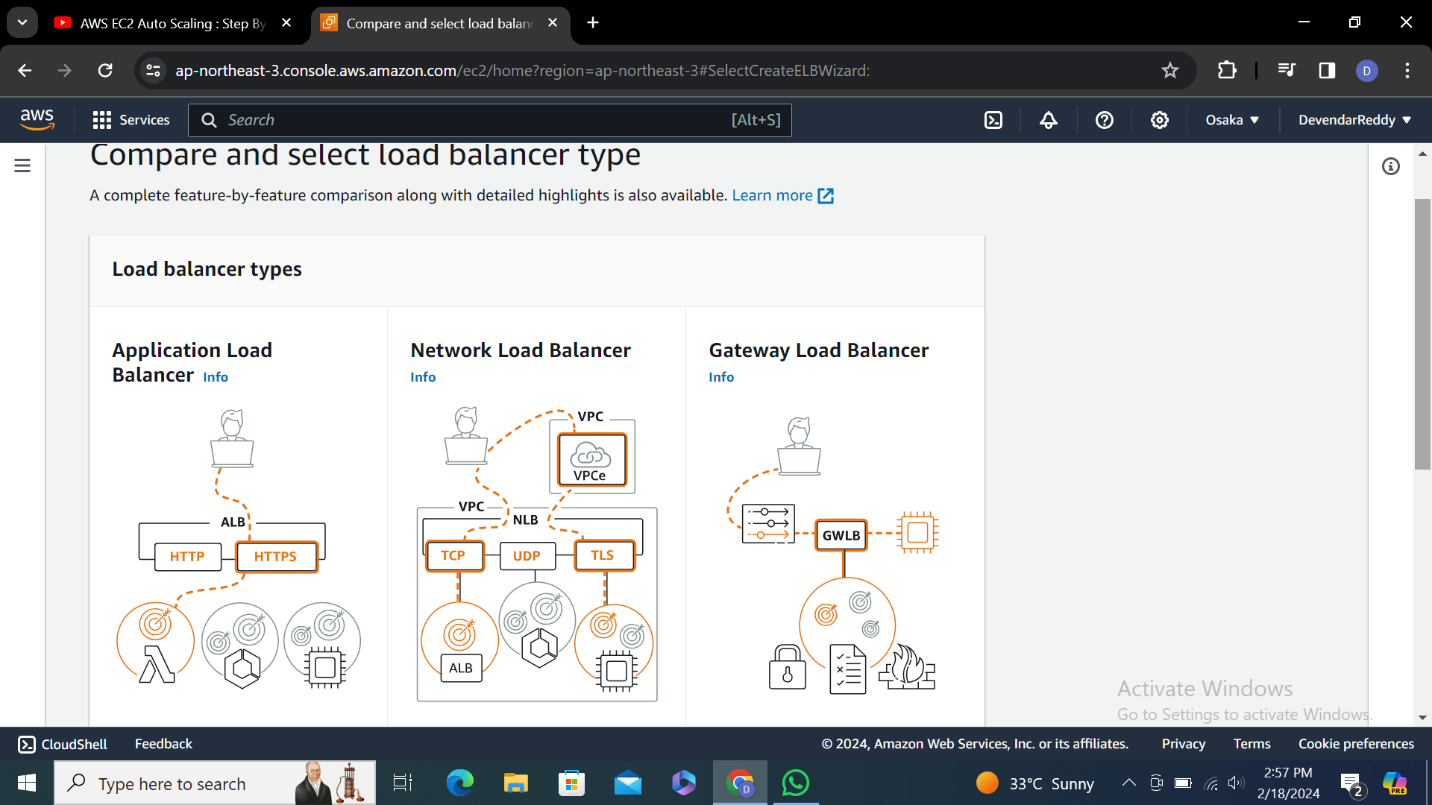 AWS EC2 Auto Scaling : Step By
Compare and select load balan
ap-northeast-3.console.aws.amazon.com/ec2/home?region=ap-northeast-3#SelectCreateELBWizard:
D
aws
Services
Search
[Alt+S]
Osaka
DevendarReddy
Compare and select load balancer type
A complete feature-by-feature comparison along with detailed highlights is also available. Learn more
Load balancer types
Application Load
Balancer Info
ALB
HTTP
HTTPS
Network Load Balancer
Info
VPC
VPCe
VPC
NLB
TCP
UDP
TLS
ALB
Gateway Load Balancer
Info
GWLB
Activate Windows
Go to Settings to activate Windows.
CloudShell
Feedback
© 2024, Amazon Web Services, Inc. or its affiliates.
Privacy
Terms
Cookie preferences
Type here to search
D
33°C Sunny
2:57 PM
2/18/2024
2
PRE